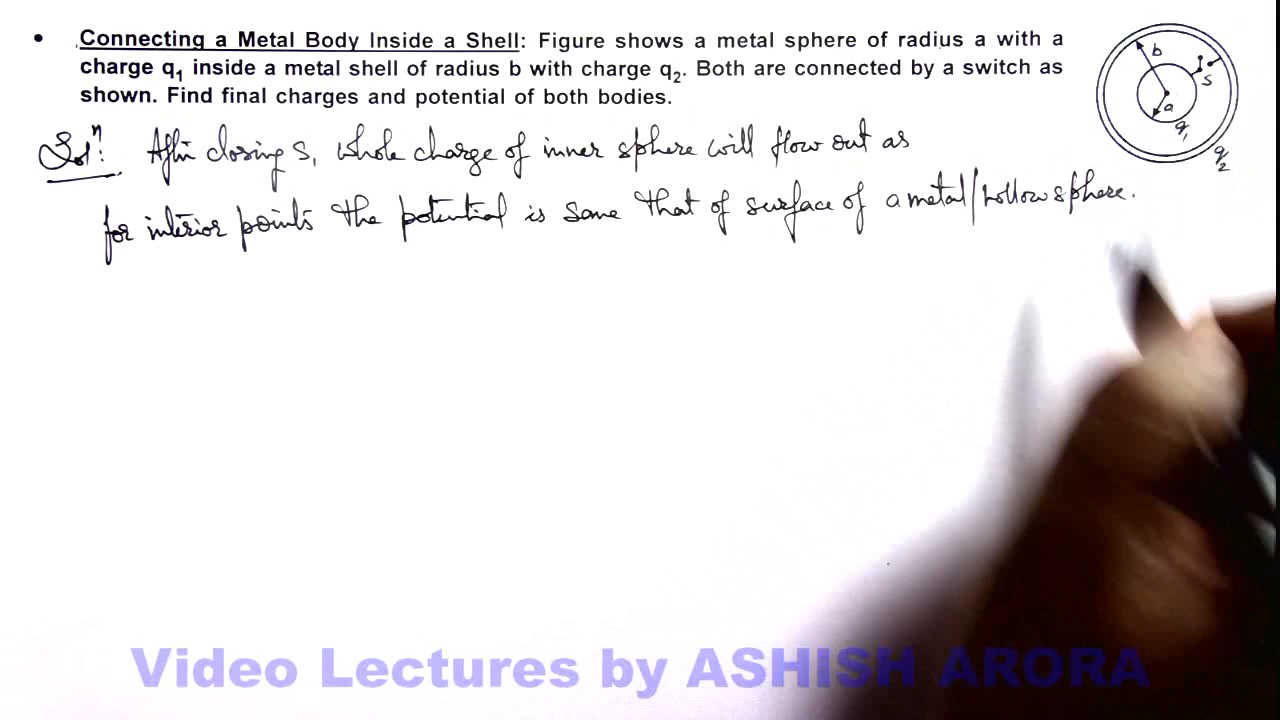 • Connecting a Metal Body Inside a Shell: Figure shows a metal sphere of radius a with a
charge q₁ inside a metal shell of radius b with charge q₂. Both are connected by a switch as
shown. Find final charges and potential of both bodies.
b
S
a
q₁
q₂
Solⁿ: After closing S, whole charge of inner sphere will flow out as
for interior points the potential is same that of surface of a metal/hollow sphere.
Video Lectures by ASHISH ARORA